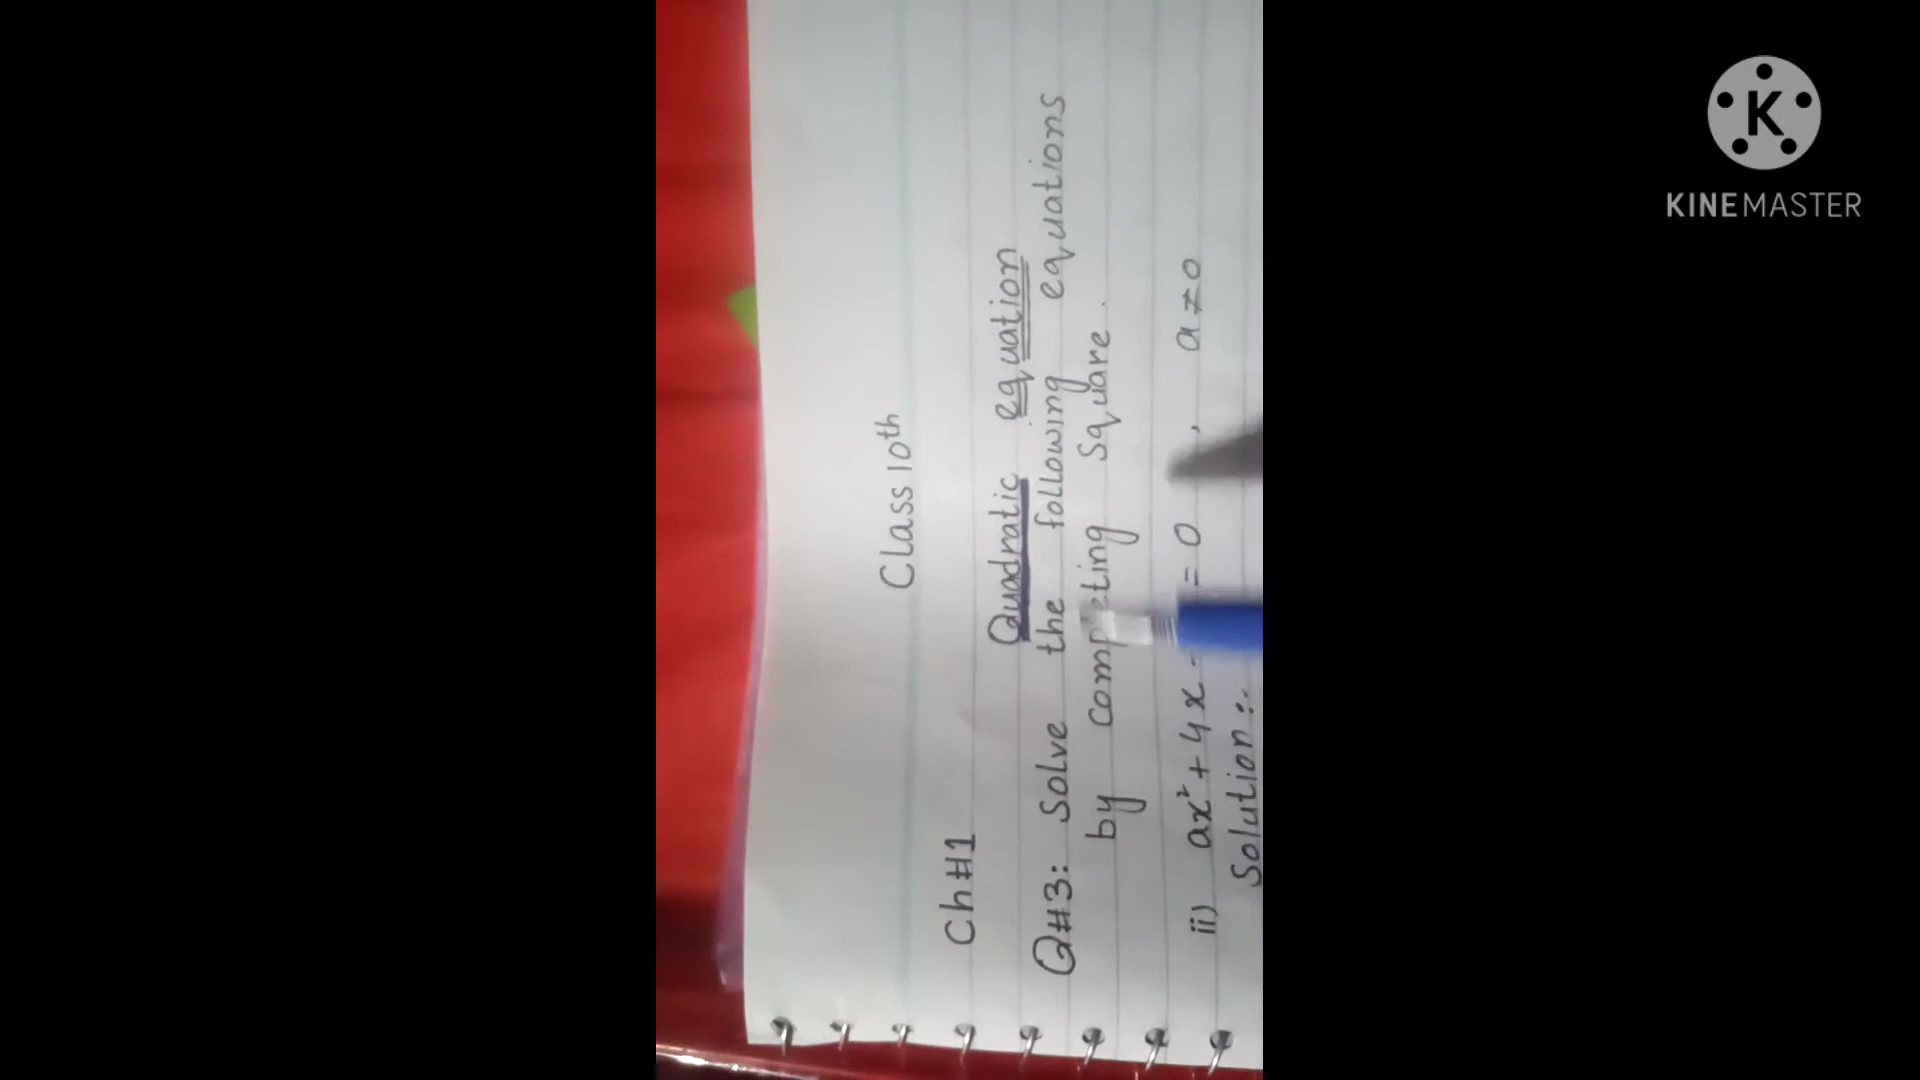 Class 10th
Ch#1
Quadratic equation
Q#3: Solve the following equations
by competing square.
ii) ax² + 4x - = 0 , a ≠ 0
Solution:-
K
KINEMASTER